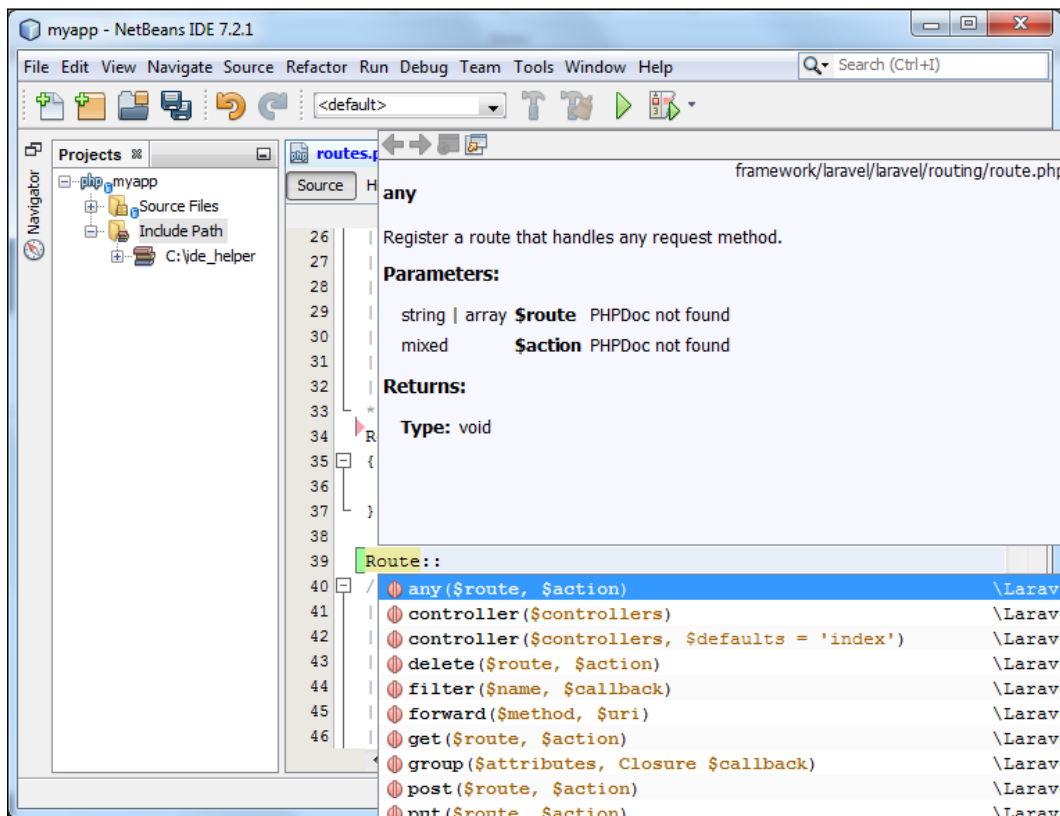 myapp - NetBeans IDE 7.2.1
File Edit View Navigate Source Refactor Run Debug Team Tools Window Help
Search (Ctrl+I)
<default>
Navigator
Projects
php myapp
Source Files
Include Path
C:\ide_helper
routes.p
Source H
framework/laravel/laravel/routing/route.php
any
Register a route that handles any request method.
Parameters:
string | array $route PHPDoc not found
mixed $action PHPDoc not found
Returns:
Type: void
26 |
27 |
28 |
29 |
30 |
31 |
32 |
33 *
34 R
35 {
36
37 }
38
39 Route::
40 /
41 |
42 |
43 |
44 |
45 |
46 |
any($route, $action) \Larav
controller($controllers) \Larav
controller($controllers, $defaults = 'index') \Larav
delete($route, $action) \Larav
filter($name, $callback) \Larav
forward($method, $uri) \Larav
get($route, $action) \Larav
group($attributes, Closure $callback) \Larav
post($route, $action) \Larav
put($route, $action) \Larav